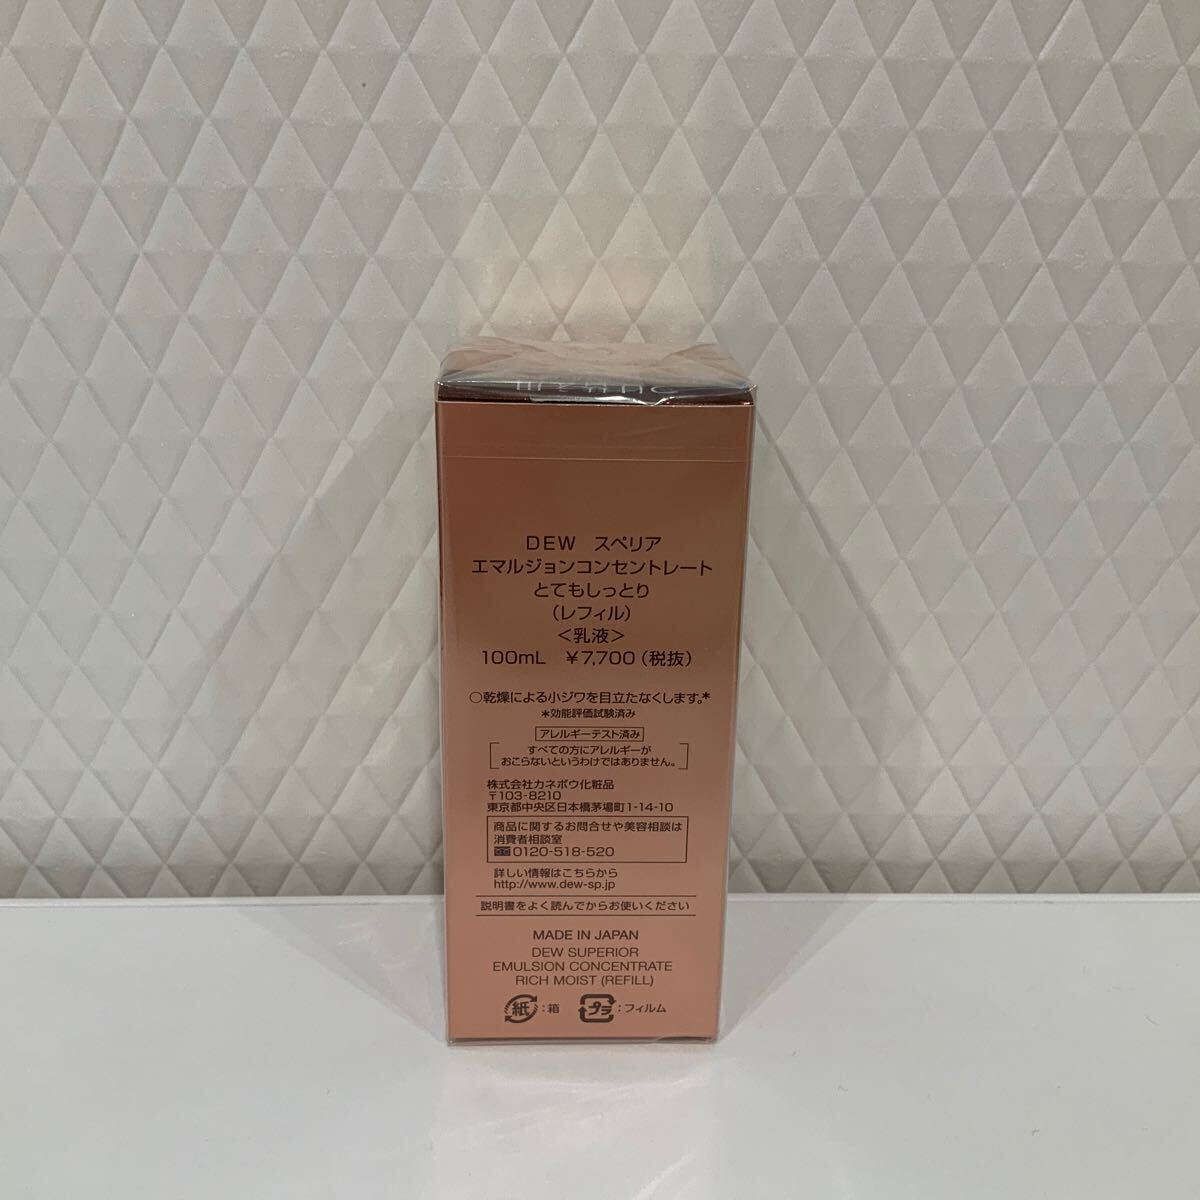 DEW スペリア
エマルジョンコンセントレート
とてもしっとり
（レフィル）
＜乳液＞
100mL ￥7,700（税抜）
○乾燥による小ジワを目立たなくします。*
*効能評価試験済み
アレルギーテスト済み
すべての方にアレルギーが
おこらないというわけではありません。
株式会社カネボウ化粧品
〒103-8210
東京都中央区日本橋茅場町1-14-10
商品に関するお問合せや美容相談は
消費者相談室
0120-518-520
詳しい情報はこちらから
http://www.dew-sp.jp
説明書をよく読んでからお使いください
MADE IN JAPAN
DEW SUPERIOR
EMULSION CONCENTRATE
RICH MOIST (REFILL)
紙：箱 プラ：フィルム